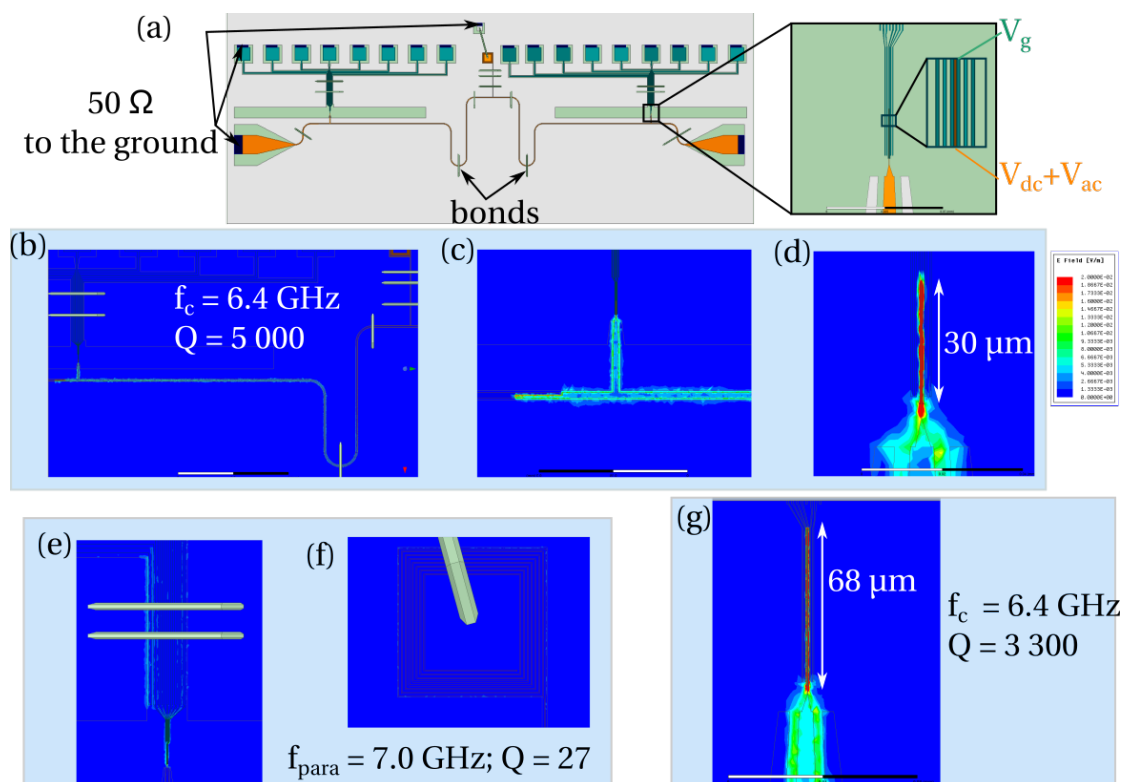 (a)
50 Ω
to the ground
bonds
V_g
V_dc+V_ac
(b)
f_c = 6.4 GHz
Q = 5 000
(c)
(d)
30 µm
E Field [V/m]
(e)
(f)
f_para = 7.0 GHz; Q = 27
(g)
68 µm
f_c = 6.4 GHz
Q = 3 300